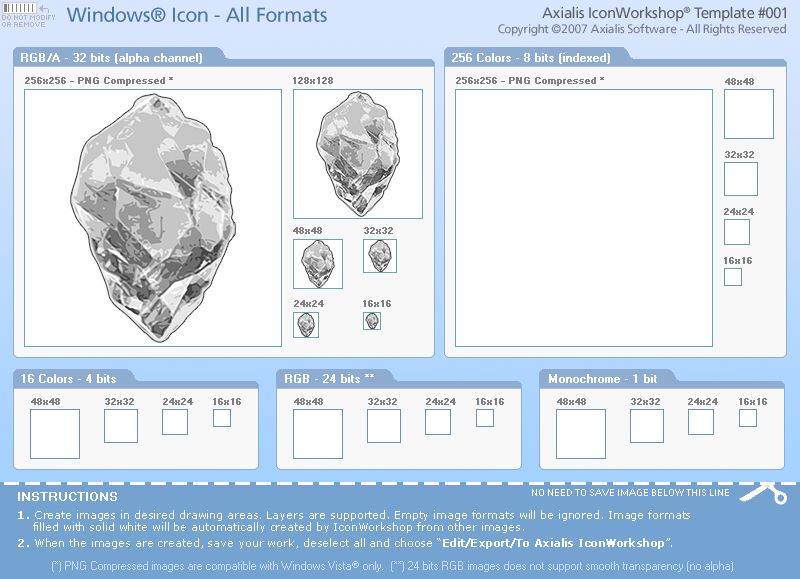 DO NOT MODIFY
OR REMOVE
Windows® Icon - All Formats
Axialis IconWorkshop® Template #001
Copyright ©2007 Axialis Software - All Rights Reserved
RGB/A - 32 bits (alpha channel)
256x256 - PNG Compressed *
128x128
48x48
32x32
24x24
16x16
256 Colors - 8 bits (indexed)
256x256 - PNG Compressed *
48x48
32x32
24x24
16x16
16 Colors - 4 bits
48x48
32x32
24x24
16x16
RGB - 24 bits **
48x48
32x32
24x24
16x16
Monochrome - 1 bit
48x48
32x32
24x24
16x16
INSTRUCTIONS
NO NEED TO SAVE IMAGE BELOW THIS LINE
1. Create images in desired drawing areas. Layers are supported. Empty image formats will be ignored. Image formats
filled with solid white will be automatically created by IconWorkshop from other images.
2. When the images are created, save your work, deselect all and choose “Edit/Export/To Axialis IconWorkshop”.
(*) PNG Compressed images are compatible with Windows Vista® only. (**) 24 bits RGB images does not support smooth transparency (no alpha)